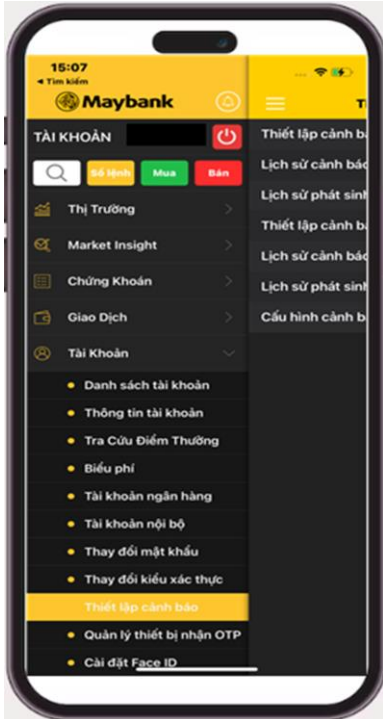 15:07
◀ Tìm kiếm
Maybank
TÀI KHOẢN
Sổ lệnh
Mua
Bán
Thị Trường
Market Insight
Chứng Khoán
Giao Dịch
Tài Khoản
Danh sách tài khoản
Thông tin tài khoản
Tra Cứu Điểm Thưởng
Biểu phí
Tài khoản ngân hàng
Tài khoản nội bộ
Thay đổi mật khẩu
Thay đổi kiểu xác thực
Thiết lập cảnh báo
Quản lý thiết bị nhận OTP
Cài đặt Face ID
Thiết lập cảnh
Lịch sử cảnh báo
Lịch sử phát sinh
Thiết lập cảnh
Lịch sử cảnh báo
Lịch sử phát sinh
Cấu hình cảnh